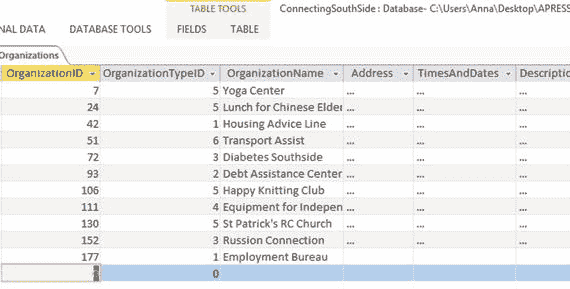 TABLE TOOLS ConnectingSouthSide : Database- C:\Users\Anna\Desktop\APRESS
NAL DATA DATABASE TOOLS FIELDS TABLE
Organizations
OrganizationID OrganizationTypeID OrganizationName Address TimesAndDates Descriptio
7 5 Yoga Center ... ... ...
24 5 Lunch for Chinese Elder ... ... ...
42 1 Housing Advice Line ... ... ...
51 6 Transport Assist ... ... ...
72 3 Diabetes Southside ... ... ...
93 2 Debt Assistance Center ... ... ...
106 5 Happy Knitting Club ... ... ...
111 4 Equipment for Indepen ... ... ...
130 5 St Patrick's RC Church ... ... ...
152 3 Russion Connection ... ... ...
177 1 Employment Bureau
0